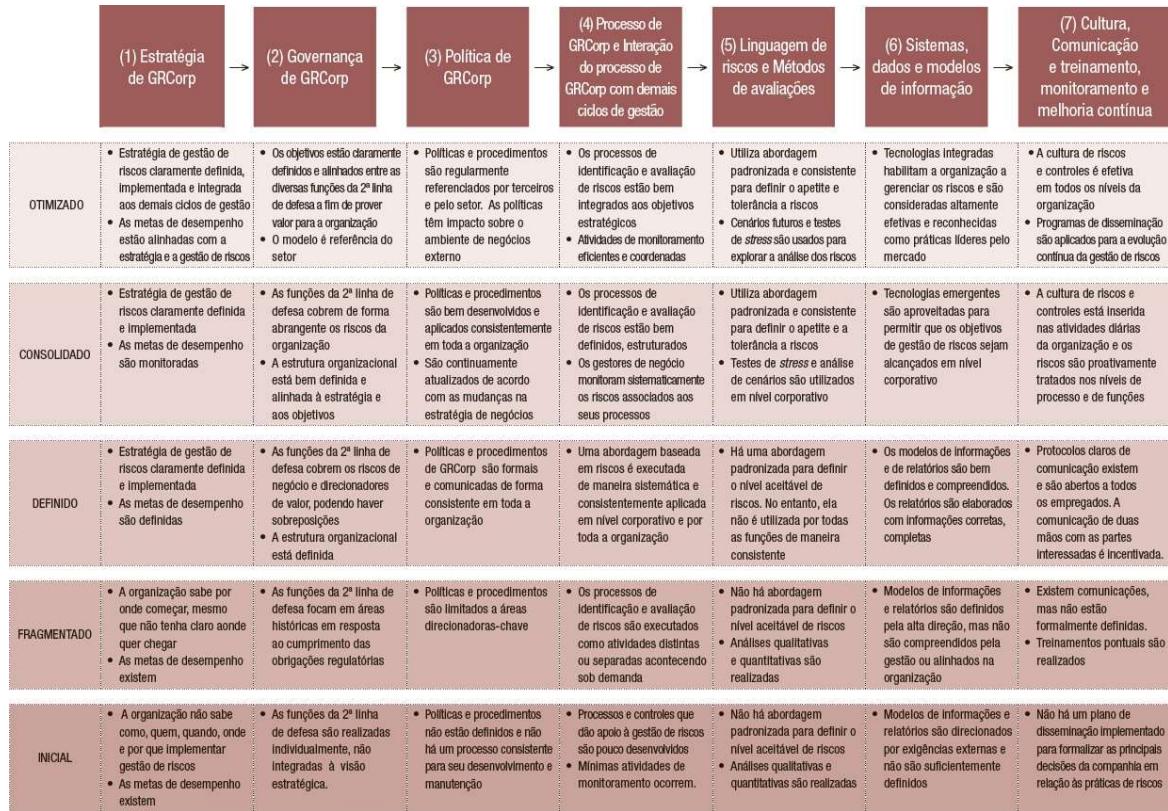 (1) Estratégia
de GRCorp
(2) Governança
de GRCorp
(3) Política de
GRCorp
(4) Processo de
GRCorp e Interação
do processo de
GRCorp com demais
ciclos de gestão
(5) Linguagem de
riscos e Métodos
de avaliações
(6) Sistemas,
dados e modelos
de informação
(7) Cultura,
Comunicação
e treinamento,
monitoramento e
melhoria contínua
OTIMIZADO
• Estratégia de gestão de
riscos claramente definida,
implementada e integrada
aos demais ciclos de gestão
• As metas de desempenho
estão alinhadas com a
estratégia e a gestão de riscos
• Os objetivos estão claramente
definidos e alinhados entre as
diversas funções da 2ª linha
de defesa a fim de prover
valor para a organização
• O modelo é referência do
setor
• Políticas e procedimentos
são regularmente
referenciados por terceiros
e pelo setor. As políticas
têm impacto sobre o
ambiente de negócios
externo
• Os processos de
identificação e avaliação
de riscos estão bem
integrados aos objetivos
estratégicos
• Atividades de monitoramento
eficientes e coordenadas
• Utiliza abordagem
padronizada e consistente
para definir o apetite e
tolerância a riscos
• Cenários futuros e testes
de stress são usados para
explorar a análise dos riscos
• Tecnologias integradas
habilitam a organização a
gerenciar os riscos e são
consideradas altamente
efetivas e reconhecidas
como práticas líderes pelo
mercado
• A cultura de riscos
e controles é efetiva
em todos os níveis da
organização
• Programas de disseminação
são aplicados para a evolução
contínua da gestão de riscos
CONSOLIDADO
• Estratégia de gestão de
riscos claramente definida
e implementada
• As metas de desempenho
são monitoradas
• As funções da 2ª linha de
defesa cobrem de forma
abrangente os riscos da
organização
• A estrutura organizacional
está bem definida e
alinhada à estratégia e
aos objetivos
• Políticas e procedimentos
são bem desenvolvidos e
aplicados consistentemente
em toda a organização
• São continuamente
atualizados de acordo
com as mudanças na
estratégia de negócios
• Os processos de
identificação e avaliação
de riscos estão bem
definidos, estruturados
• Os gestores de negócio
monitoram sistematicamente
os riscos associados aos
seus processos
• Utiliza abordagem
padronizada e consistente
para definir o apetite e a
tolerância a riscos
• Testes de stress e análise
de cenários são utilizados
em nível corporativo
• Tecnologias emergentes
são aproveitadas para
permitir que os objetivos
de gestão de riscos sejam
alcançados em nível
corporativo
• A cultura de riscos e
controles está inserida
nas atividades diárias
da organização e os
riscos são proativamente
tratados nos níveis de
processo e de funções
DEFINIDO
• Estratégia de gestão de
riscos claramente definida
e implementada
• As metas de desempenho
são definidas
• As funções da 2ª linha de
defesa cobrem os riscos de
negócio e direcionadores
de valor, podendo haver
sobreposições
• A estrutura organizacional
está definida
• Políticas e procedimentos
de GRCorp são formais
e comunicadas de forma
consistente em toda a
organização
• Uma abordagem baseada
em riscos é executada
de maneira sistemática e
consistentemente aplicada
em nível corporativo e por
toda a organização
• Há uma abordagem
padronizada para definir
o nível aceitável de
riscos. No entanto, ela
não é utilizada por todas
as funções de maneira
consistente
• Os modelos de informações
e de relatórios são bem
definidos e compreendidos.
Os relatórios são elaborados
com informações corretas,
completas
• Protocolos claros de
comunicação existem
e são abertos a todos
os empregados. A
comunicação de duas
mãos com as partes
interessadas é incentivada.
FRAGMENTADO
• A organização sabe por
onde começar, mesmo
que não tenha claro aonde
quer chegar
• As metas de desempenho
existem
• As funções da 2ª linha de
defesa focam em áreas
históricas em resposta
ao cumprimento das
obrigações regulatórias
• Políticas e procedimentos
são limitados a áreas
direcionadoras-chave
• Os processos de
identificação e avaliação
de riscos são executados
como atividades distintas
ou separadas acontecendo
sob demanda
• Não há abordagem
padronizada para definir o
nível aceitável de riscos
• Análises qualitativas
e quantitativas são
realizadas
• Modelos de informações
e relatórios são definidos
pela alta direção, mas não
são compreendidos pela
gestão ou alinhados na
organização
• Existem comunicações,
mas não estão
formalmente definidas.
• Treinamentos pontuais são
realizados
INICIAL
• A organização não sabe
como, quem, quando, onde
e por que implementar
gestão de riscos
• As metas de desempenho
existem
• As funções da 2ª linha
de defesa são realizadas
individualmente, não
integradas à visão
estratégica.
• Políticas e procedimentos
não estão definidos e não
há um processo consistente
para seu desenvolvimento e
manutenção
• Processos e controles que
dão apoio à gestão de riscos
são pouco desenvolvidos
• Mínimas atividades de
monitoramento ocorrem.
• Não há abordagem
padronizada para definir o
nível aceitável de riscos
• Análises qualitativas e
quantitativas são realizadas
• Modelos de informações e
relatórios são direcionados
por exigências externas e
não são suficientemente
definidos
• Não há um plano de
disseminação implementado
para formalizar as principais
decisões da companhia em
relação às práticas de riscos